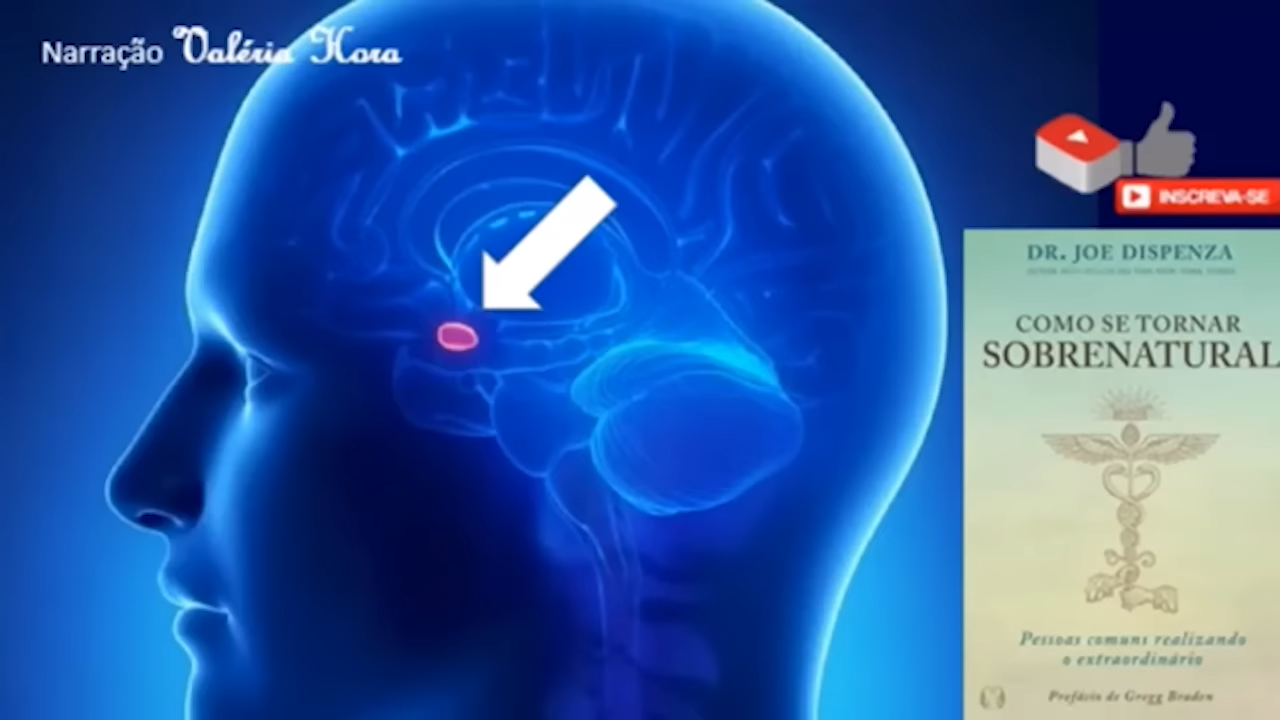 Narração Valéria Hora
INSCREVA-SE
DR. JOE DISPENZA
COMO SE TORNAR
SOBRENATURAL
Pessoas comuns realizando
o extraordinário
Prefácio de Gregg Braden